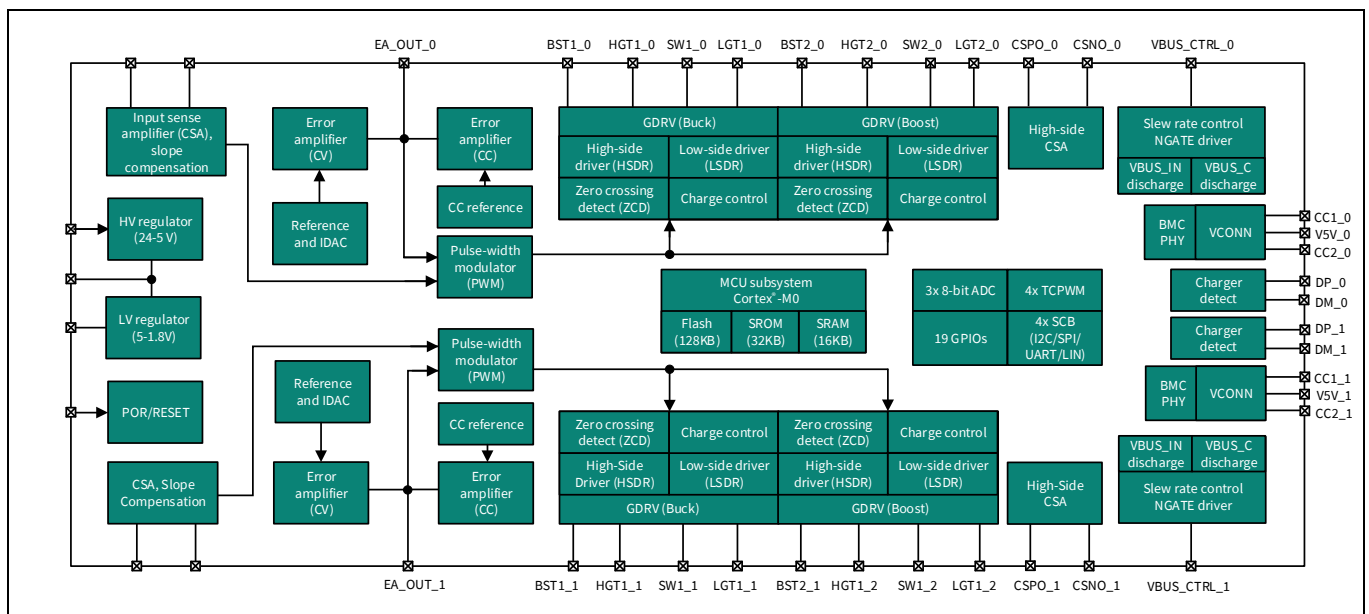 EA_OUT_0
BST1_0
HGT1_0
SW1_0
LGT1_0
BST2_0
HGT2_0
SW2_0
LGT2_0
CSPO_0
CSNO_0
VBUS_CTRL_0
Input sense
amplifier (CSA),
slope
compensation
Error
amplifier
(CV)
Error
amplifier
(CC)
Reference
and IDAC
CC reference
Pulse-width
modulator
(PWM)
GDRV (Buck)
High-side
driver (HSDR)
Low-side driver
(LSDR)
Zero crossing
detect (ZCD)
Charge control
GDRV (Boost)
High-side
driver (HSDR)
Low-side driver
(LSDR)
Zero crossing
detect (ZCD)
Charge control
High-side
CSA
Slew rate control
NGATE driver
VBUS_IN
discharge
VBUS_C
discharge
HV regulator
(24-5 V)
LV regulator
(5-1.8V)
BMC
PHY
VCONN
CC1_0
V5V_0
CC2_0
Charger
detect
DP_0
DM_0
Charger
detect
DP_1
DM_1
BMC
PHY
VCONN
CC1_1
V5V_1
CC2_1
MCU subsystem
Cortex®-M0
Flash
(128KB)
SROM
(32KB)
SRAM
(16KB)
3x 8-bit ADC
4x TCPWM
19 GPIOs
4x SCB
(I2C/SPI/
UART/LIN)
POR/RESET
CSA, Slope
Compensation
Reference
and IDAC
Pulse-width
modulator
(PWM)
CC reference
Error
amplifier
(CV)
Error
amplifier
(CC)
Zero crossing
detect (ZCD)
Charge control
High-Side
Driver (HSDR)
Low-side driver
(LSDR)
GDRV (Buck)
Zero crossing
detect (ZCD)
Charge control
High-side
driver (HSDR)
Low-side driver
(LSDR)
GDRV (Boost)
High-Side
CSA
VBUS_IN
discharge
VBUS_C
discharge
Slew rate control
NGATE driver
EA_OUT_1
BST1_1
HGT1_1
SW1_1
LGT1_1
BST2_1
HGT1_2
SW1_2
LGT1_2
CSPO_1
CSNO_1
VBUS_CTRL_1